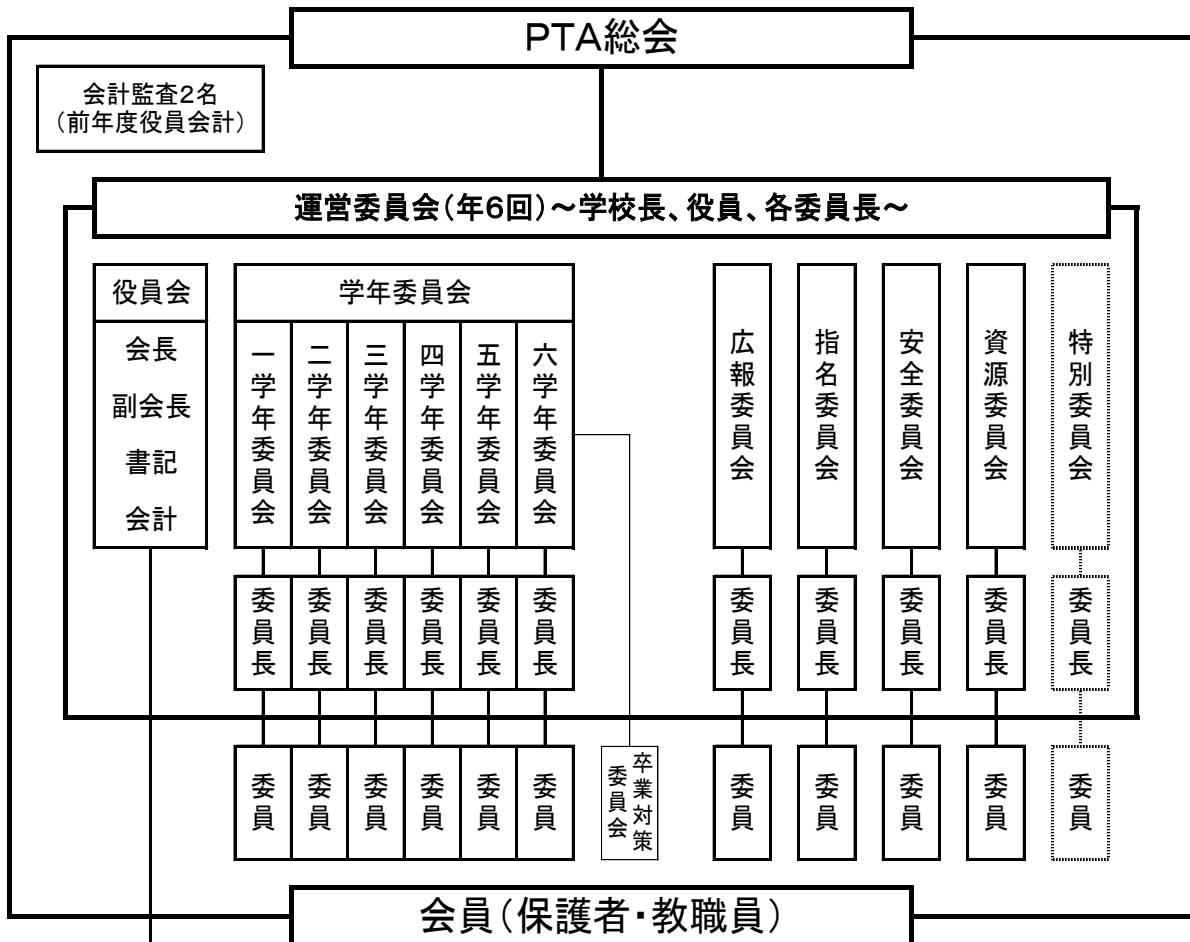 PTA総会
会計監査2名
（前年度役員会計）
運営委員会（年6回）～学校長、役員、各委員長～
役員会
会長
副会長
書記
会計
学年委員会
一学年委員会
二学年委員会
三学年委員会
四学年委員会
五学年委員会
六学年委員会
広報委員会
指名委員会
安全委員会
資源委員会
特別委員会
委員長
委員長
委員長
委員長
委員長
委員長
委員長
委員長
委員長
委員長
委員長
委員
委員
委員
委員
委員
委員
卒業対策
委員会
委員
委員
委員
委員
委員
会員（保護者・教職員）